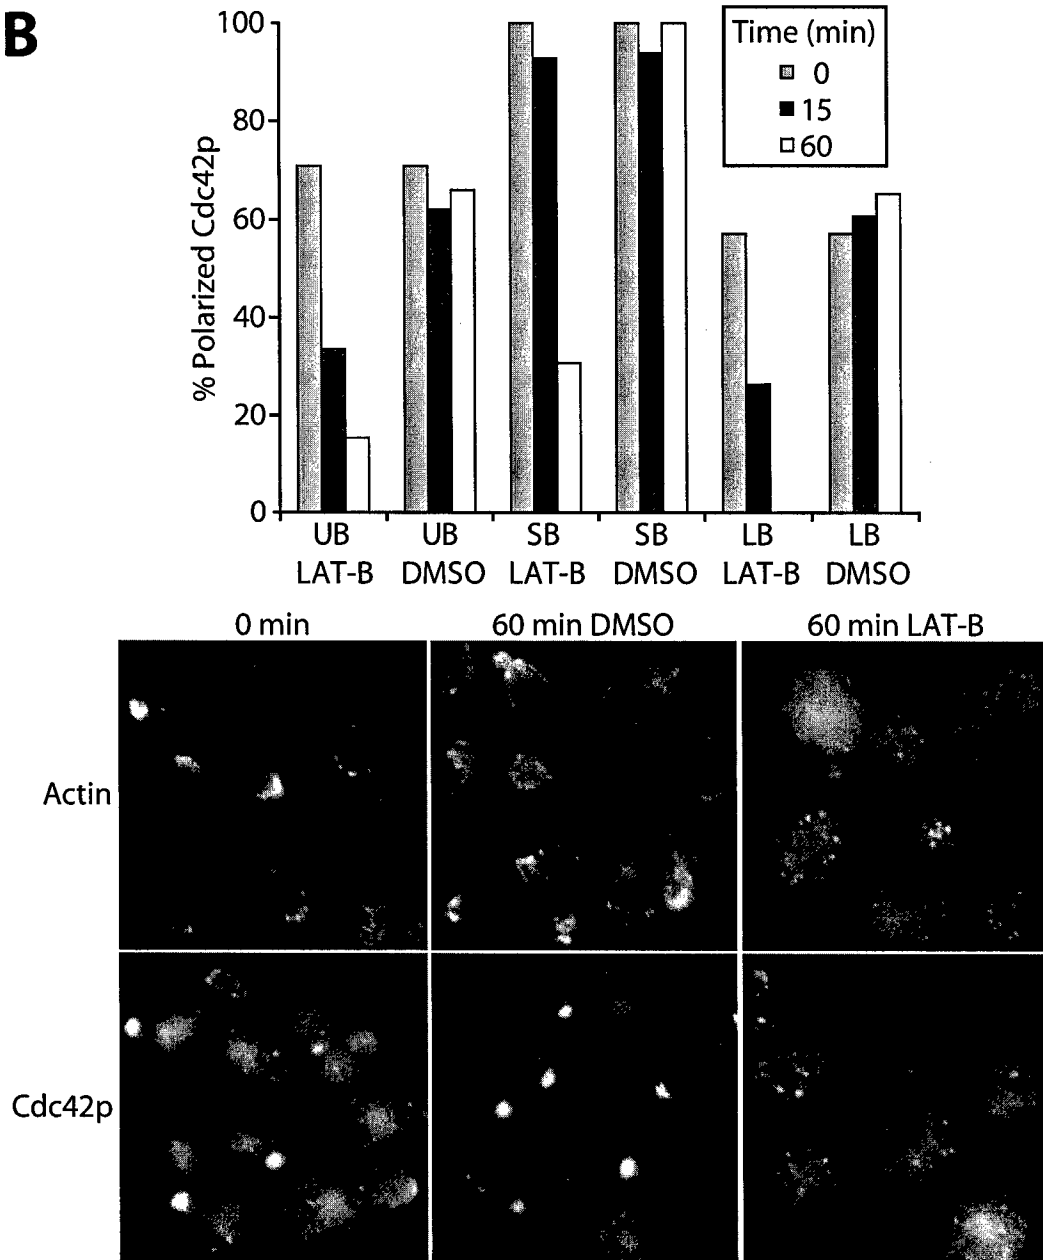 B
% Polarized Cdc42p
100
80
60
40
20
0
Time (min)
0
15
60
UB UB SB SB LB LB
LAT-B DMSO LAT-B DMSO LAT-B DMSO
0 min 60 min DMSO 60 min LAT-B
Actin
Cdc42p